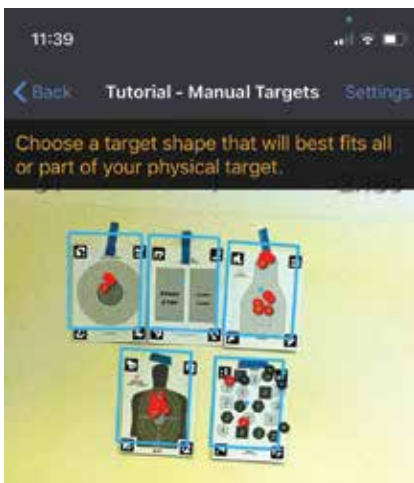 11:39
Back Tutorial - Manual Targets Settings
Choose a target shape that will best fits all
or part of your physical target.